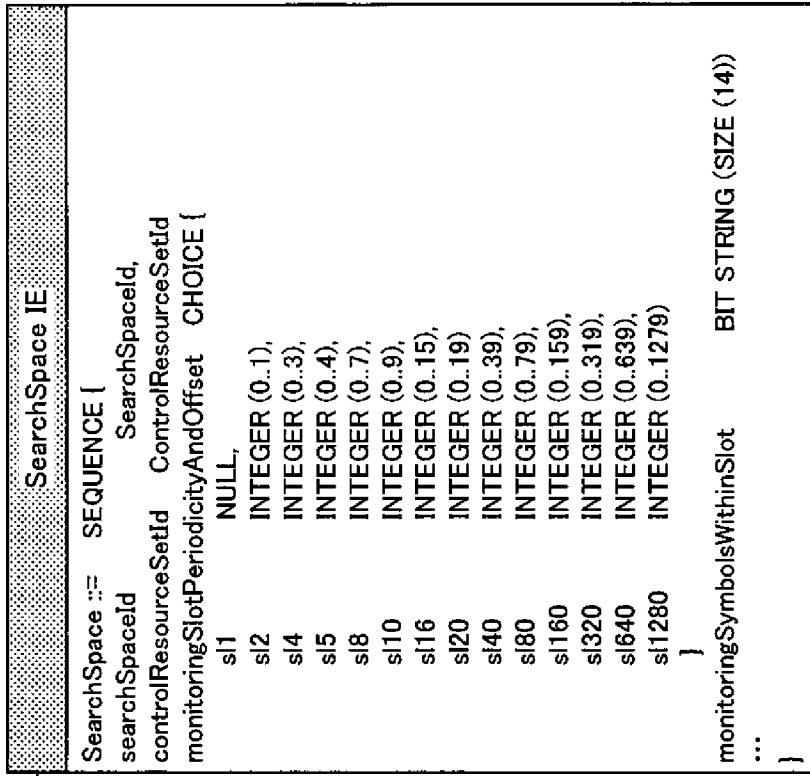 SearchSpace IE
SearchSpace ::= SEQUENCE {
searchSpaceId SearchSpaceId,
controlResourceSetId ControlResourceSetId
monitoringSlotPeriodicityAndOffset CHOICE {
sl1 NULL,
sl2 INTEGER (0..1),
sl4 INTEGER (0..3),
sl5 INTEGER (0..4),
sl8 INTEGER (0..7),
sl10 INTEGER (0..9),
sl16 INTEGER (0..15),
sl20 INTEGER (0..19)
sl40 INTEGER (0..39),
sl80 INTEGER (0..79),
sl160 INTEGER (0..159),
sl320 INTEGER (0..319),
sl640 INTEGER (0..639),
sl1280 INTEGER (0..1279)
}
monitoringSymbolsWithinSlot BIT STRING (SIZE (14))
...
}